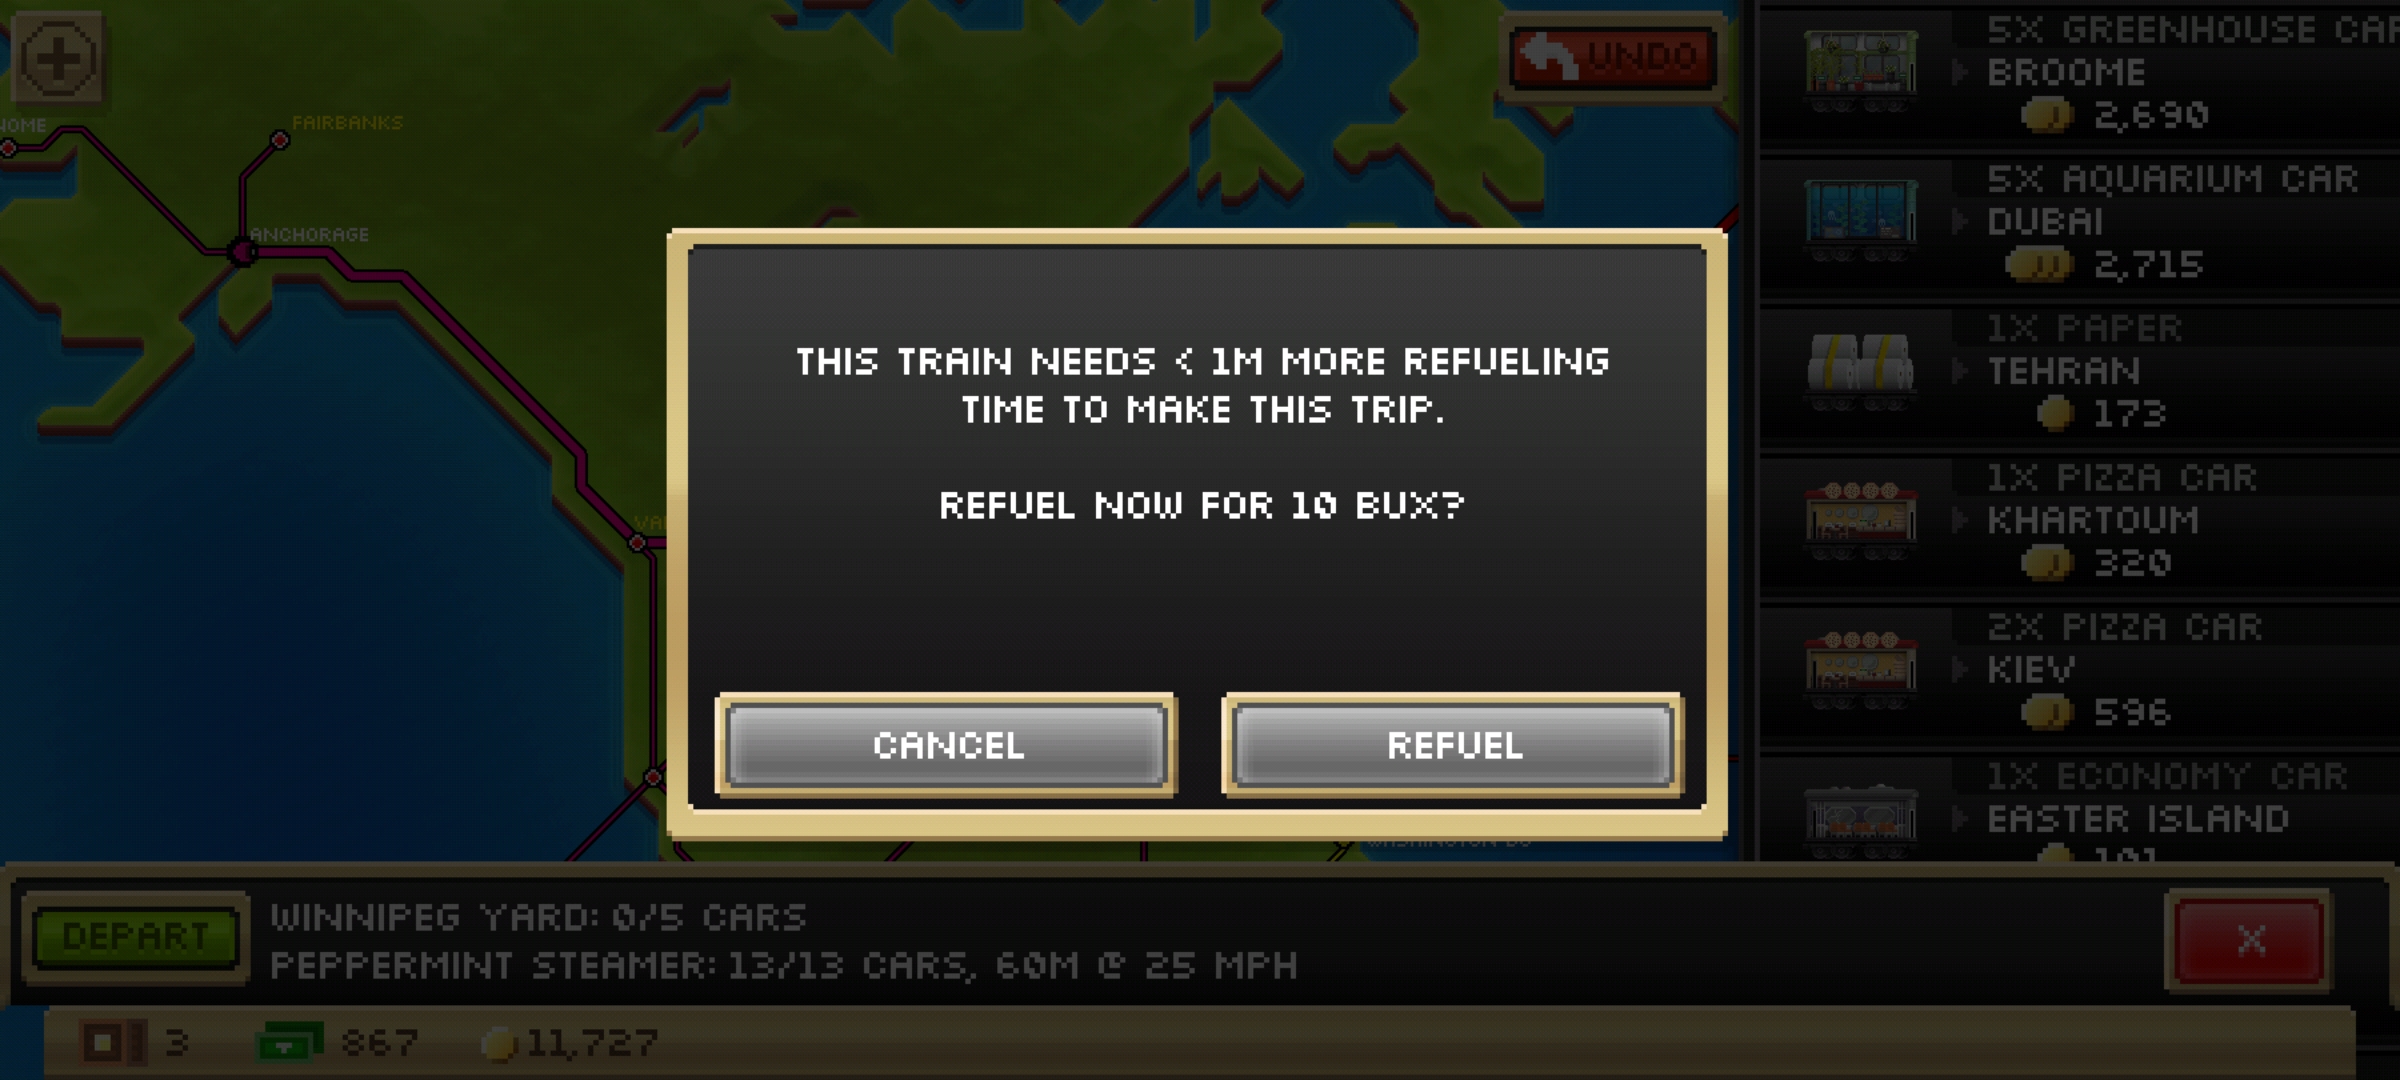 UNDO
FAIRBANKS
ANCHORAGE
THIS TRAIN NEEDS < 1M MORE REFUELING
TIME TO MAKE THIS TRIP.
REFUEL NOW FOR 10 BUX?
CANCEL
REFUEL
5X GREENHOUSE CAR
BROOME
2,690
5X AQUARIUM CAR
DUBAI
2,715
1X PAPER
TEHRAN
173
1X PIZZA CAR
KHARTOUM
320
2X PIZZA CAR
KIEV
596
1X ECONOMY CAR
EASTER ISLAND
101
DEPART
WINNIPEG YARD: 0/5 CARS
PEPPERMINT STEAMER: 13/13 CARS, 60M @ 25 MPH
X
3
867
11,727